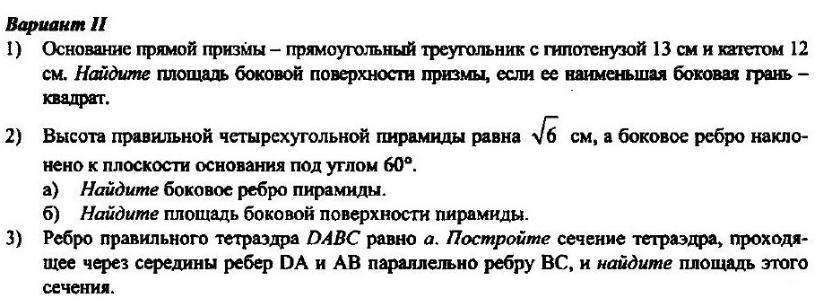 Вариант II
1) Основание прямой призмы – прямоугольный треугольник с гипотенузой 13 см и катетом 12
см. Найдите площадь боковой поверхности призмы, если ее наименьшая боковая грань –
квадрат.
2) Высота правильной четырехугольной пирамиды равна √6 см, а боковое ребро накло-
нено к плоскости основания под углом 60°.
а) Найдите боковое ребро пирамиды.
б) Найдите площадь боковой поверхности пирамиды.
3) Ребро правильного тетраэдра DABC равно a. Постройте сечение тетраэдра, проходя-
щее через середины ребер DA и AB параллельно ребру BC, и найдите площадь этого
сечения.